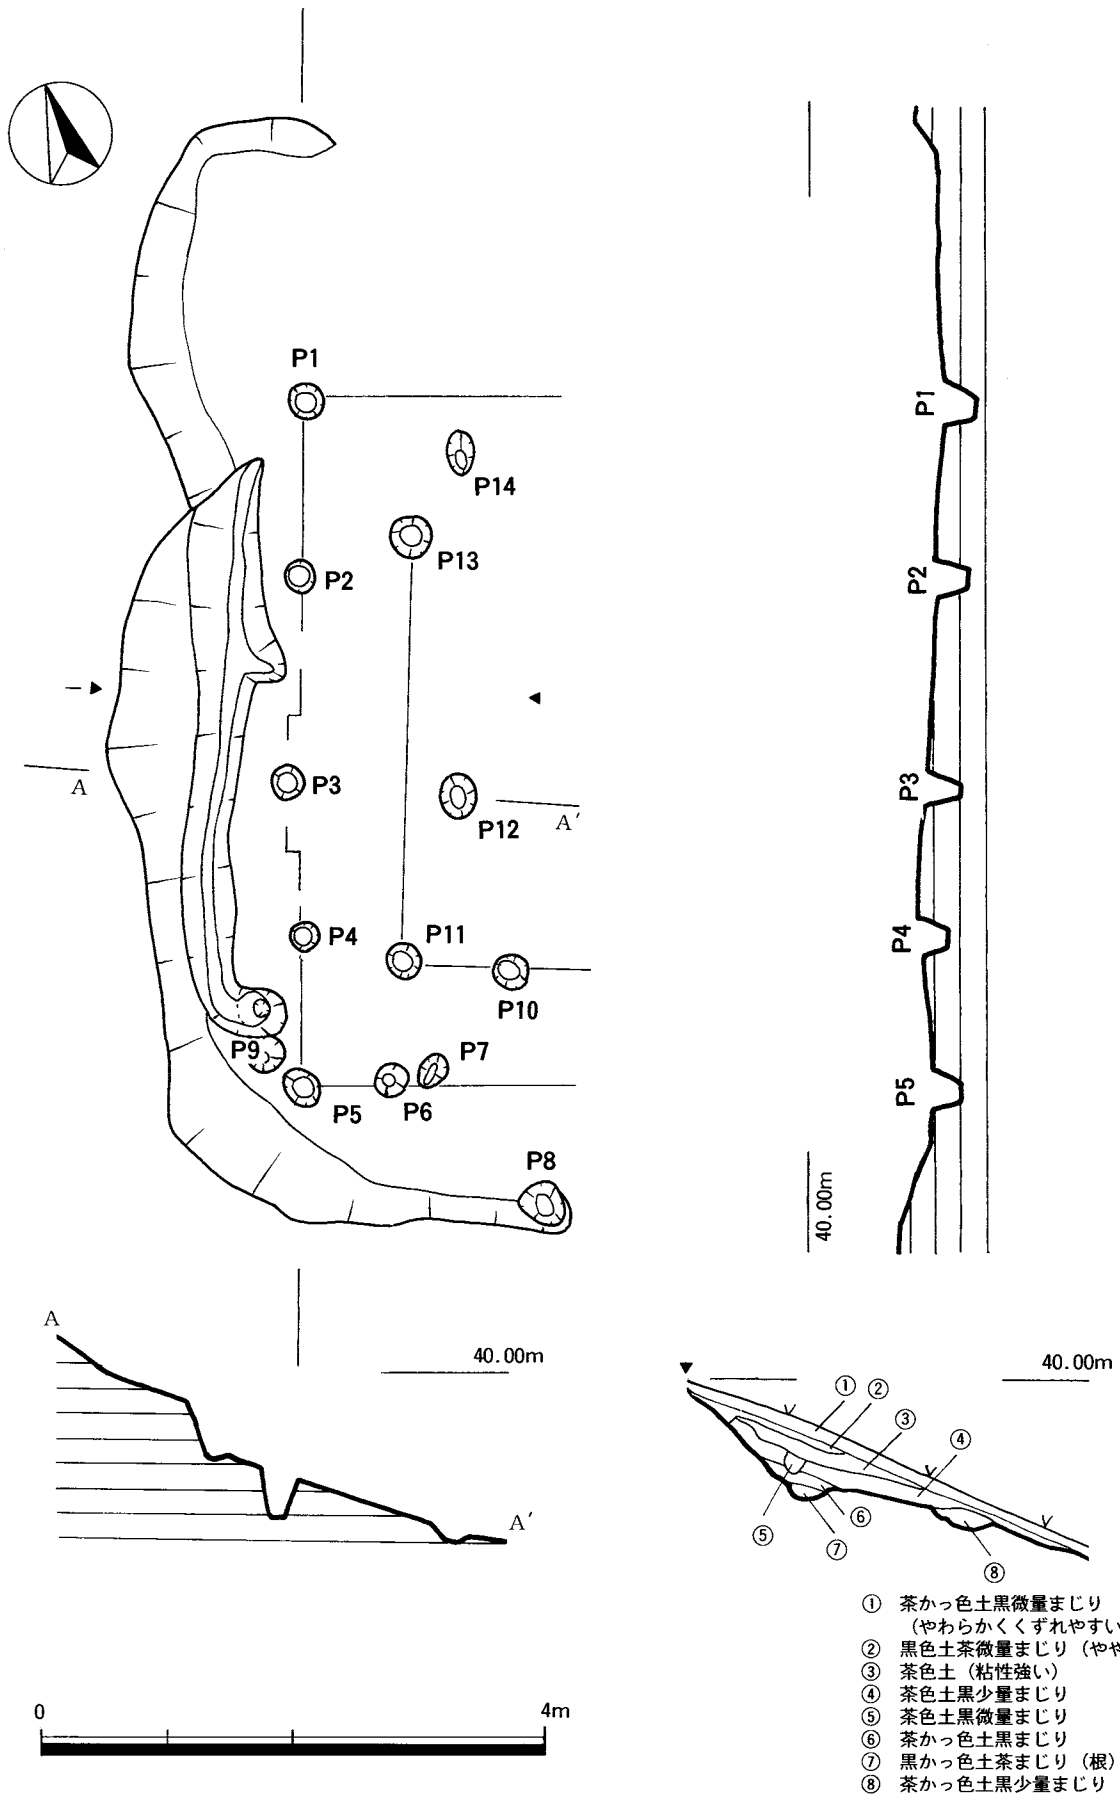 P1
P14
P13
P2
A
P3
P12
A′
P4
P11
P10
P9
P7
P5
P6
P8
P1
P2
P3
P4
P5
40.00m
A
40.00m
A′
40.00m
①
②
③
④
⑤
⑥
⑦
⑧
① 茶かっ色土黒微量まじり
（やわらかくくずれやすい
② 黒色土茶微量まじり（やや
③ 茶色土（粘性強い）
④ 茶色土黒少量まじり
⑤ 茶色土黒微量まじり
⑥ 茶かっ色土黒まじり
⑦ 黒かっ色土茶まじり（根）
⑧ 茶かっ色土黒少量まじり
0
4m